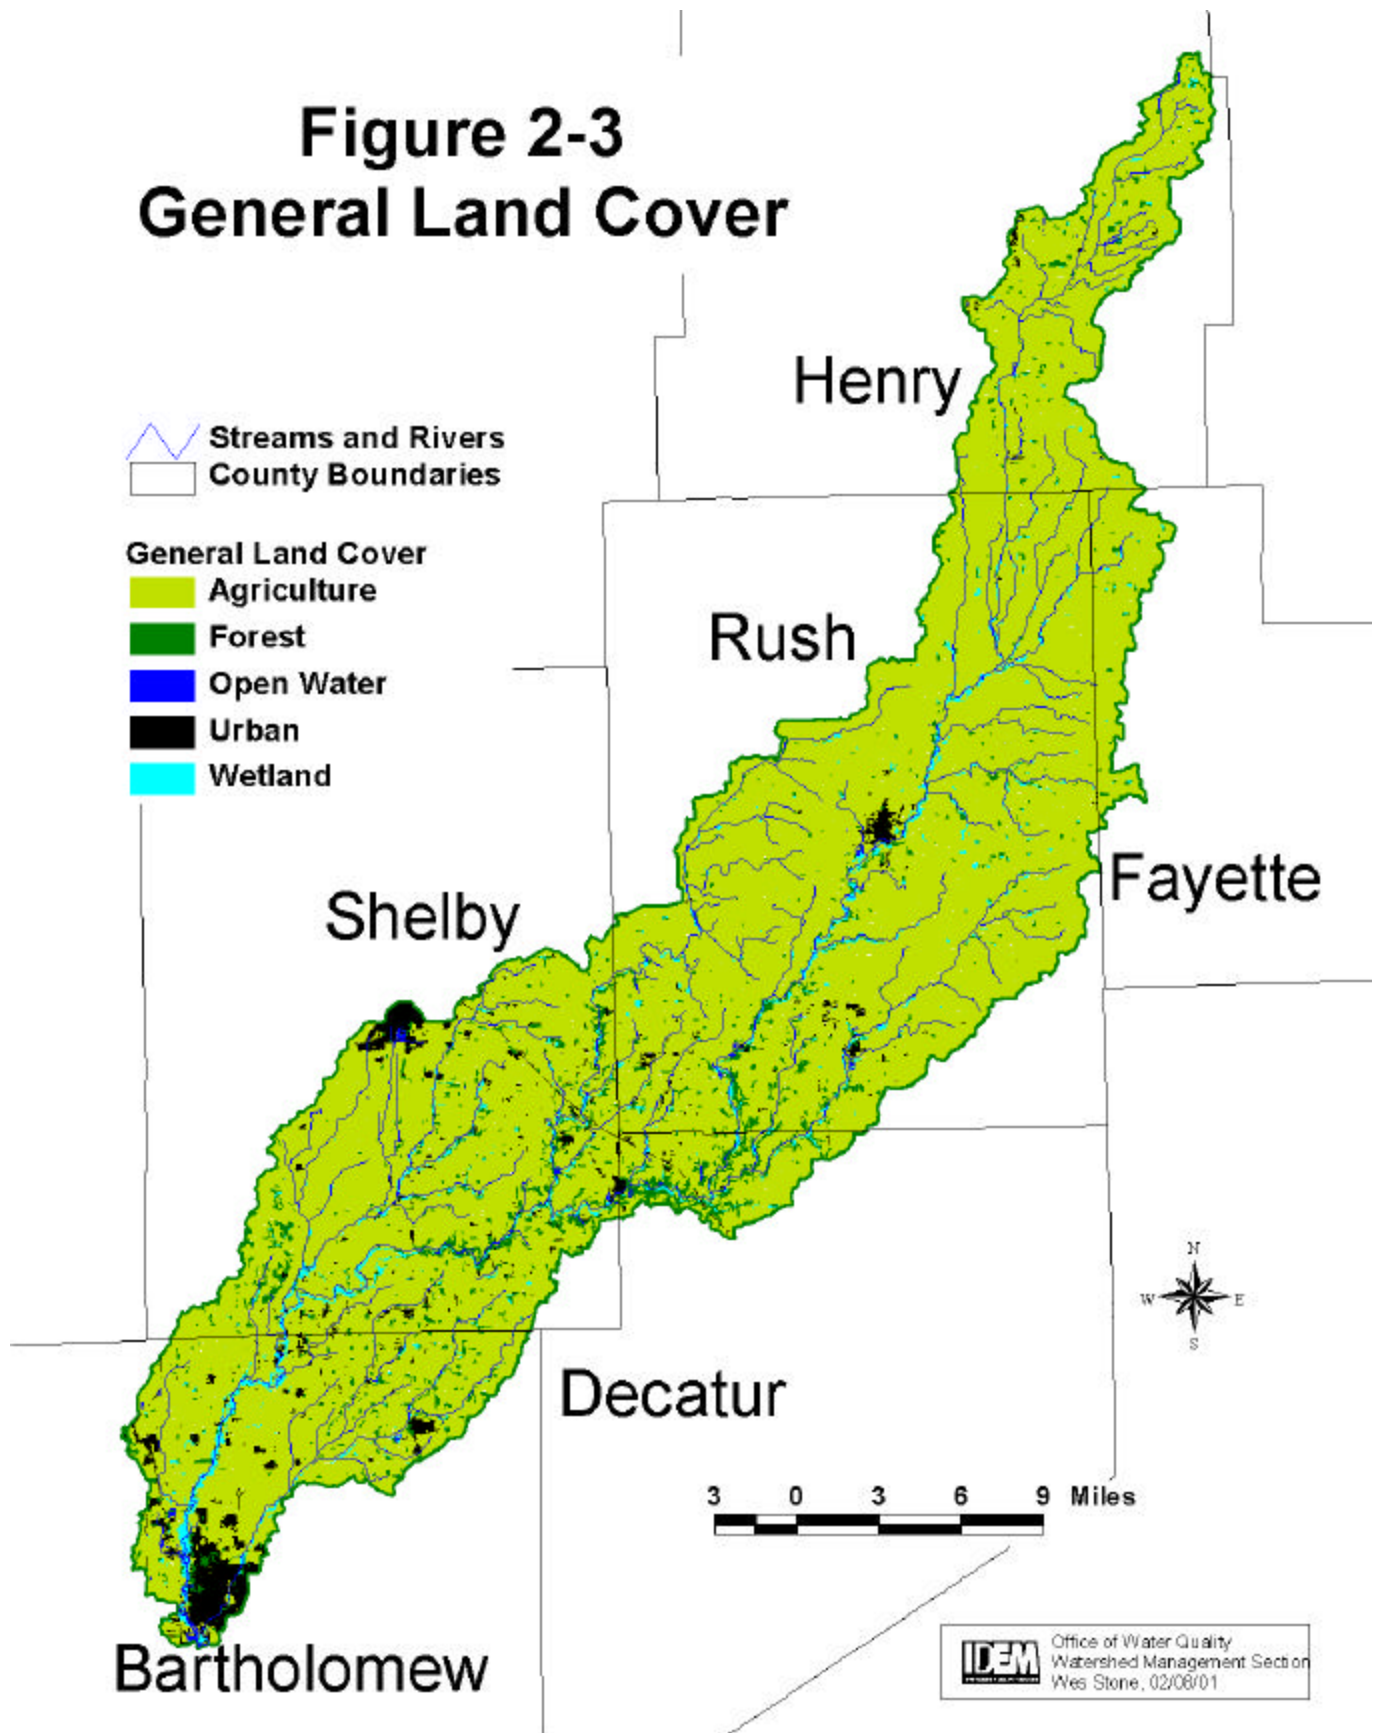 Figure 2-3
General Land Cover
Henry
Streams and Rivers
County Boundaries
General Land Cover
Agriculture
Forest
Open Water
Urban
Wetland
Rush
Fayette
Shelby
N
W E
S
Decatur
3 0 3 6 9 Miles
Bartholomew
IDEM
Office of Water Quality
Watershed Management Section
Wes Stone, 02/08/01